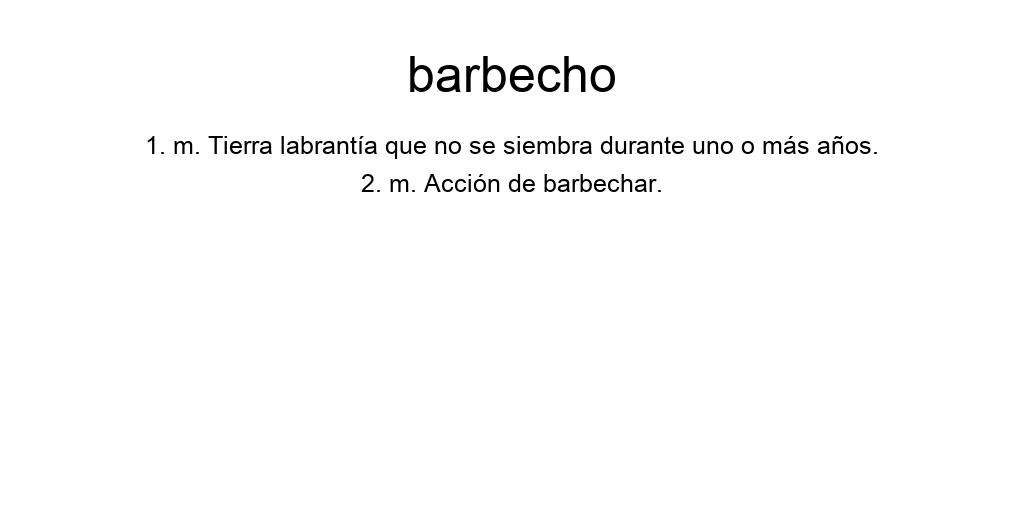 barbecho
1. m. Tierra labrantía que no se siembra durante uno o más años.
2. m. Acción de barbechar.